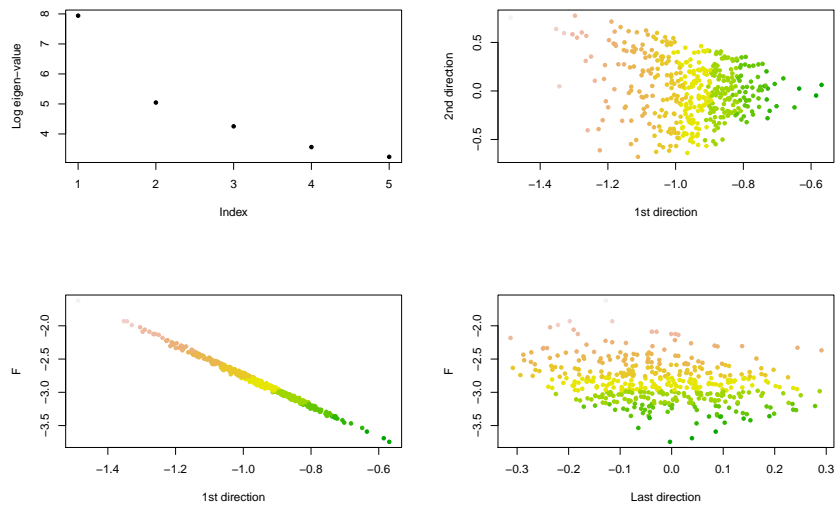 Log eigen−value
8
7
6
5
4
1 2 3 4 5
Index
2nd direction
0.5
0.0
−0.5
−1.4 −1.2 −1.0 −0.8 −0.6
1st direction
F
−2.0
−2.5
−3.0
−3.5
−1.4 −1.2 −1.0 −0.8 −0.6
1st direction
F
−2.0
−2.5
−3.0
−3.5
−0.3 −0.2 −0.1 0.0 0.1 0.2 0.3
Last direction